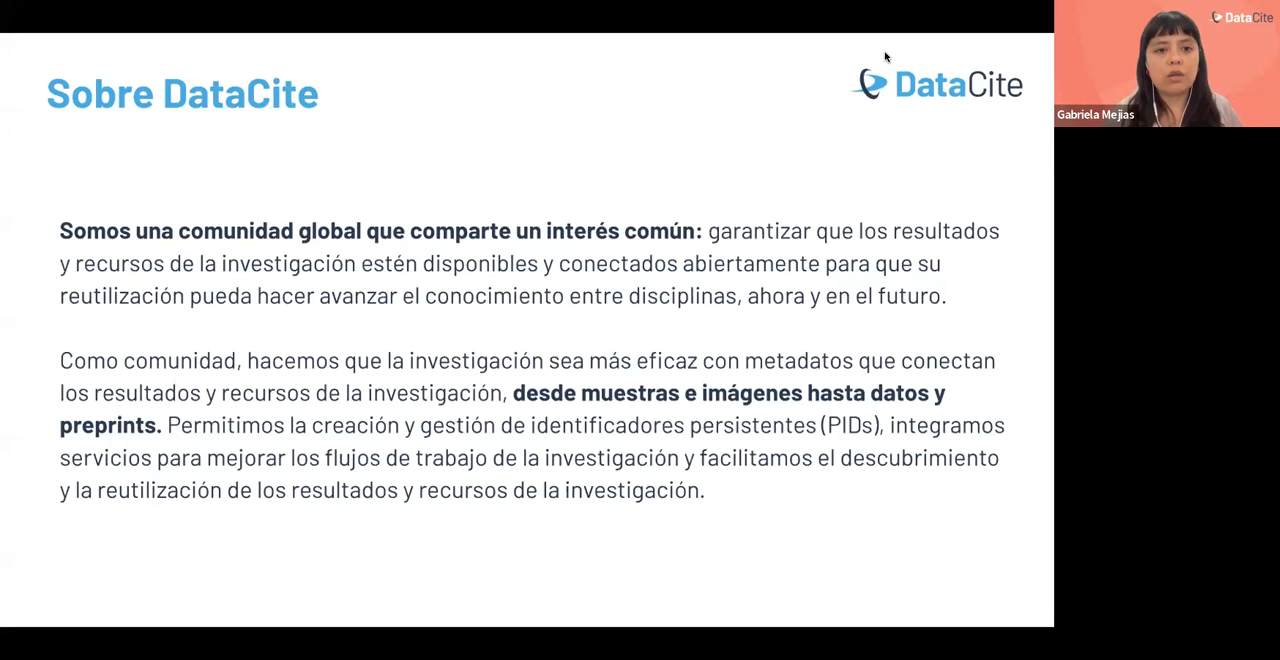 Sobre DataCite
DataCite
DataCite
Gabriela Mejias
Somos una comunidad global que comparte un interés común: garantizar que los resultados
y recursos de la investigación estén disponibles y conectados abiertamente para que su
reutilización pueda hacer avanzar el conocimiento entre disciplinas, ahora y en el futuro.
Como comunidad, hacemos que la investigación sea más eficaz con metadatos que conectan
los resultados y recursos de la investigación, desde muestras e imágenes hasta datos y
preprints. Permitimos la creación y gestión de identificadores persistentes (PIDs), integramos
servicios para mejorar los flujos de trabajo de la investigación y facilitamos el descubrimiento
y la reutilización de los resultados y recursos de la investigación.